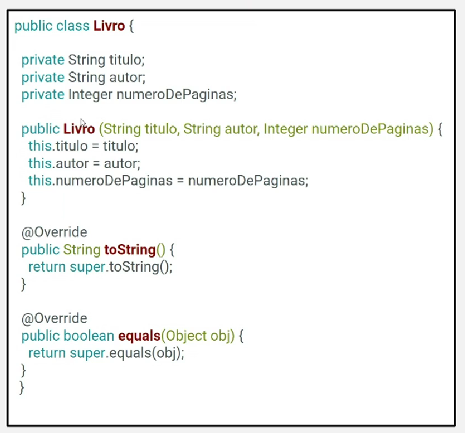 public class Livro {
private String titulo;
private String autor;
private Integer numeroDePaginas;
public Livro (String titulo, String autor, Integer numeroDePaginas) {
this.titulo = titulo;
this.autor = autor;
this.numeroDePaginas = numeroDePaginas;
}
@Override
public String toString() {
return super.toString();
}
@Override
public boolean equals(Object obj) {
return super.equals(obj);
}
}